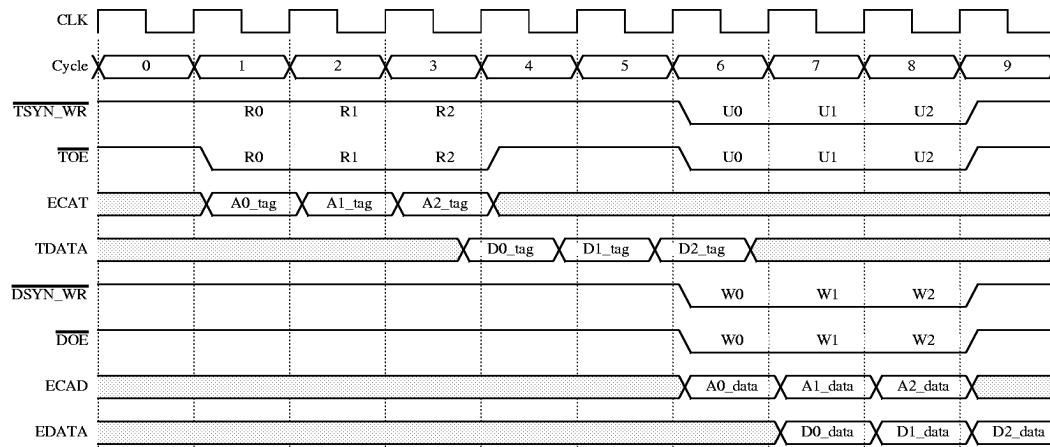 CLK
Cycle 0 1 2 3 4 5 6 7 8 9
TSYN_WR R0 R1 R2 U0 U1 U2
TOE R0 R1 R2 U0 U1 U2
ECAT A0_tag A1_tag A2_tag
TDATA D0_tag D1_tag D2_tag
DSYN_WR W0 W1 W2
DOE W0 W1 W2
ECAD A0_data A1_data A2_data
EDATA D0_data D1_data D2_data